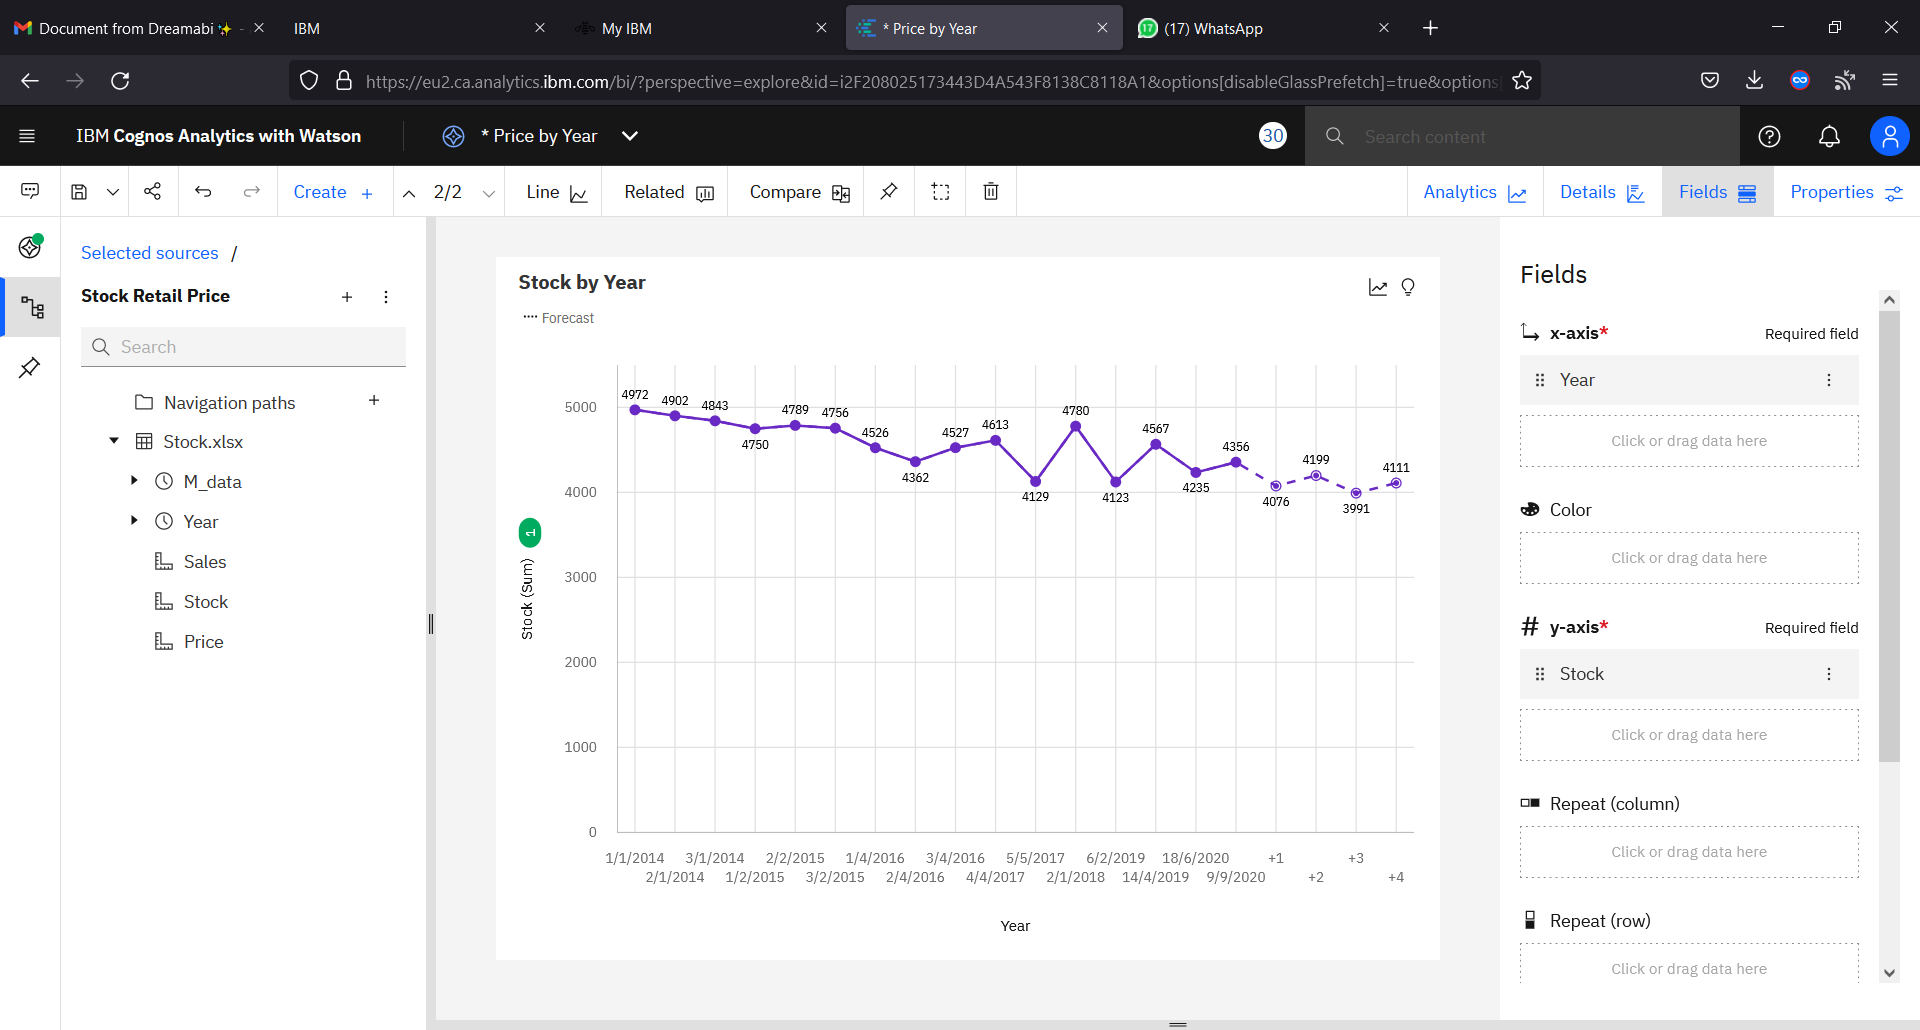 Document from Dreamabi✨ -
IBM
My IBM
* Price by Year
17
(17) WhatsApp
https://eu2.ca.analytics.ibm.com/bi/?perspective=explore&id=i2F208025173443D4A543F8138C8118A1&options[disableGlassPrefetch]=true&options[
IBM Cognos Analytics with Watson
* Price by Year
30
Search content
Create
2/2
Line
Related
Compare
Analytics
Details
Fields
Properties
Selected sources /
Stock Retail Price
Search
Navigation paths
Stock.xlsx
M_data
Year
Sales
Stock
Price
Stock by Year
Forecast
4972
4902
4843
4750
4789
4756
4526
4362
4527
4613
4129
4780
4123
4567
4235
4356
4076
4199
3991
4111
5000
4000
3000
2000
1000
0
1
Stock (Sum)
1/1/2014
2/1/2014
3/1/2014
1/2/2015
2/2/2015
3/2/2015
1/4/2016
2/4/2016
3/4/2016
4/4/2017
5/5/2017
2/1/2018
6/2/2019
14/4/2019
18/6/2020
9/9/2020
+1
+2
+3
+4
Year
Fields
x-axis* Required field
Year
Click or drag data here
Color
Click or drag data here
y-axis* Required field
Stock
Click or drag data here
Repeat (column)
Click or drag data here
Repeat (row)
Click or drag data here